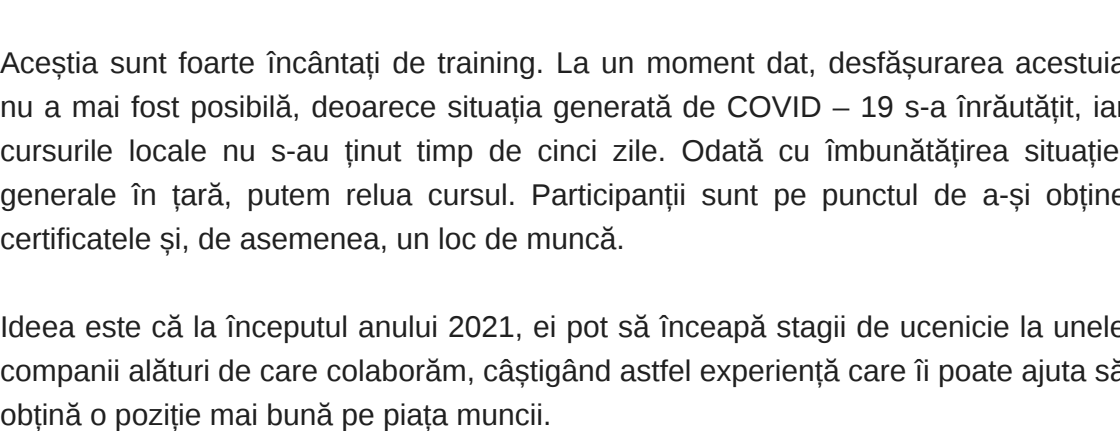 Aceștia sunt foarte încântați de training. La un moment dat, desfășurarea acestuia
nu a mai fost posibilă, deoarece situația generată de COVID – 19 s-a înrăutățit, iar
cursurile locale nu s-au ținut timp de cinci zile. Odată cu îmbunătățirea situației
generale în țară, putem relua cursul. Participanții sunt pe punctul de a-și obține
certificatele și, de asemenea, un loc de muncă.
Ideea este că la începutul anului 2021, ei pot să înceapă stagii de ucenicie la unele
companii alături de care colaborăm, câștigând astfel experiență care îi poate ajuta să
obțină o poziție mai bună pe piața muncii.